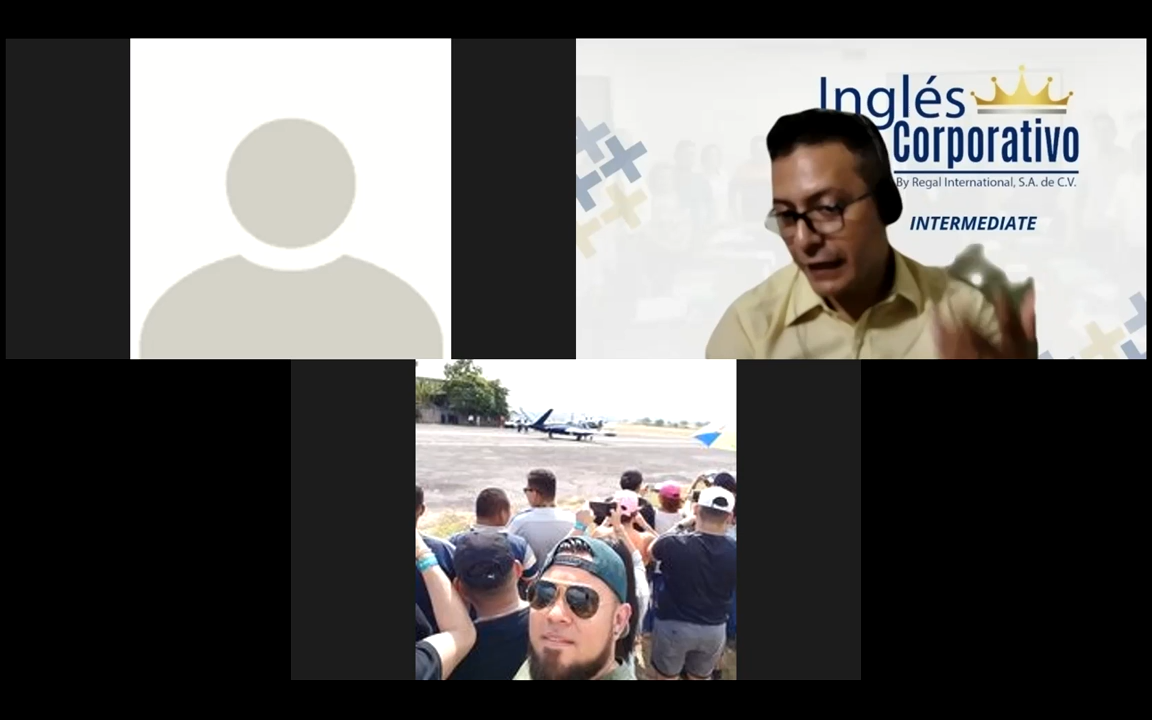 Inglés
Corporativo
By Regal International, S.A. de C.V.
INTERMEDIATE